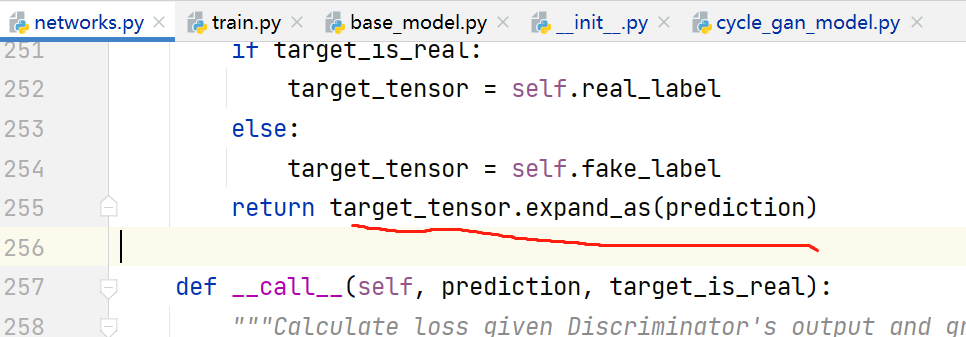 networks.py train.py base_model.py __init__.py cycle_gan_model.py
251 if target_is_real:
252 target_tensor = self.real_label
253 else:
254 target_tensor = self.fake_label
255 return target_tensor.expand_as(prediction)
256
257 def __call__(self, prediction, target_is_real):
258 """Calculate loss given Discriminator's output and